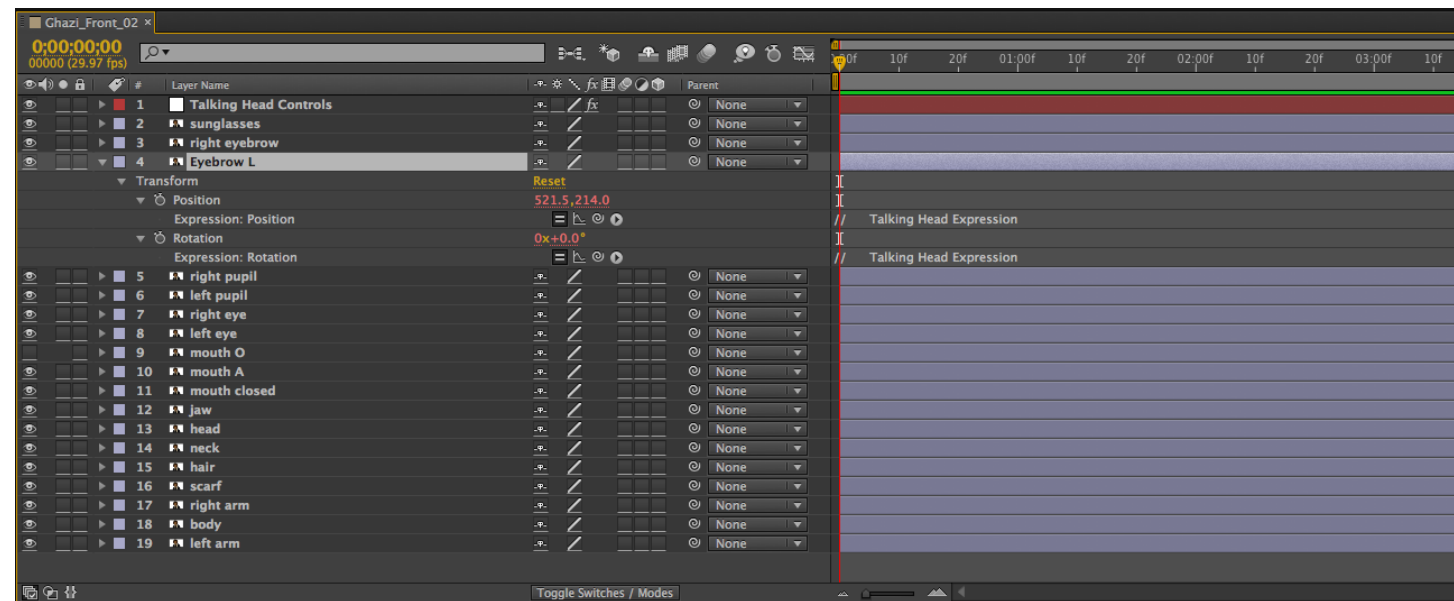 Ghazi_Front_02 ×
0;00;00;00
00000 (29.97 fps)
:00f 10f 20f 01:00f 10f 20f 02:00f 10f 20f 03:00f 10f
# Layer Name fx Parent
1 Talking Head Controls fx None
2 sunglasses None
3 right eyebrow None
4 Eyebrow L None
Transform Reset
Position 521.5,214.0
Expression: Position // Talking Head Expression
Rotation 0x+0.0°
Expression: Rotation // Talking Head Expression
5 right pupil None
6 left pupil None
7 right eye None
8 left eye None
9 mouth O None
10 mouth A None
11 mouth closed None
12 jaw None
13 head None
14 neck None
15 hair None
16 scarf None
17 right arm None
18 body None
19 left arm None
Toggle Switches / Modes